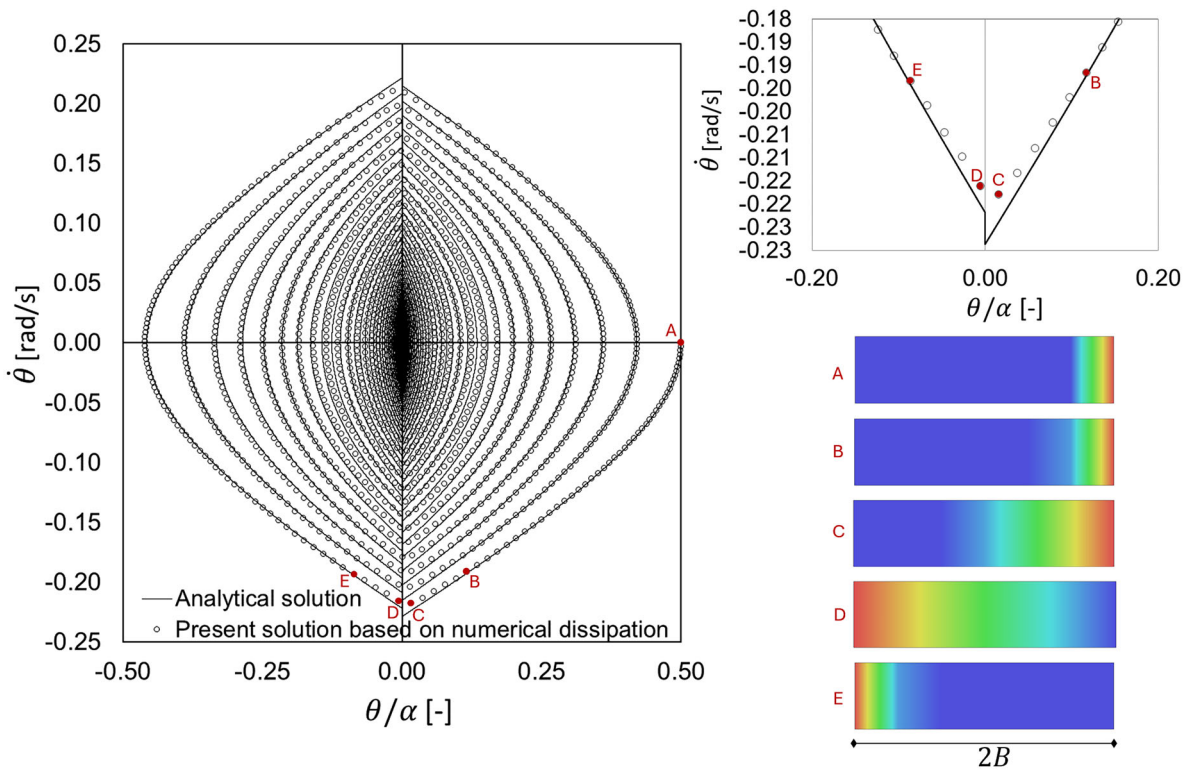 0.25
0.20
0.15
0.10
0.05
0.00
-0.05
-0.10
-0.15
-0.20
-0.25
θ̇ [rad/s]
A
B
C
D
E
Analytical solution
Present solution based on numerical dissipation
-0.50 -0.25 0.00 0.25 0.50
θ/α [-]
-0.18
-0.19
-0.19
-0.20
-0.20
-0.21
-0.21
-0.22
-0.22
-0.23
-0.23
θ̇ [rad/s]
E
B
D
C
-0.20 0.00 0.20
θ/α [-]
A
B
C
D
E
2B